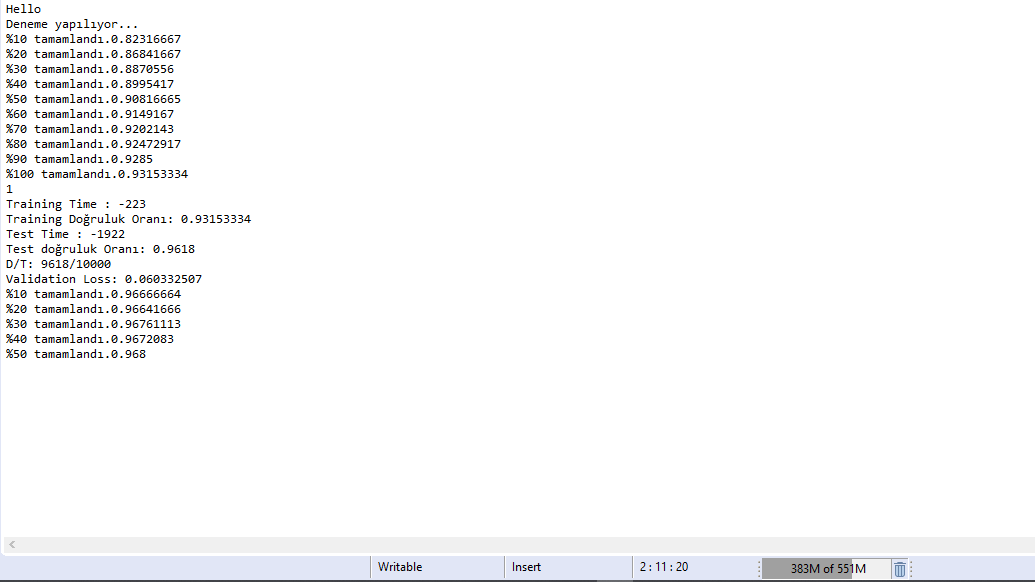 Hello
Deneme yapılıyor...
%10 tamamlandı.0.82316667
%20 tamamlandı.0.86841667
%30 tamamlandı.0.8870556
%40 tamamlandı.0.8995417
%50 tamamlandı.0.90816665
%60 tamamlandı.0.9149167
%70 tamamlandı.0.9202143
%80 tamamlandı.0.92472917
%90 tamamlandı.0.9285
%100 tamamlandı.0.93153334
1
Training Time : -223
Training Doğruluk Oranı: 0.93153334
Test Time : -1922
Test doğruluk Oranı: 0.9618
D/T: 9618/10000
Validation Loss: 0.060332507
%10 tamamlandı.0.96666664
%20 tamamlandı.0.96641666
%30 tamamlandı.0.96761113
%40 tamamlandı.0.9672083
%50 tamamlandı.0.968
Writable Insert 2 : 11 : 20 383M of 551M